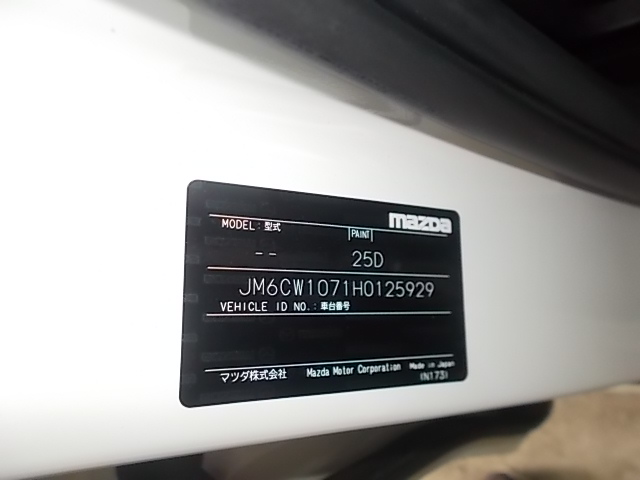 mazda
MODEL:型式 PAINT
-- 25D
JM6CW1071H0125929
VEHICLE ID NO.:車台番号
マツダ株式会社 Mazda Motor Corporation Made in Japan
(N173)